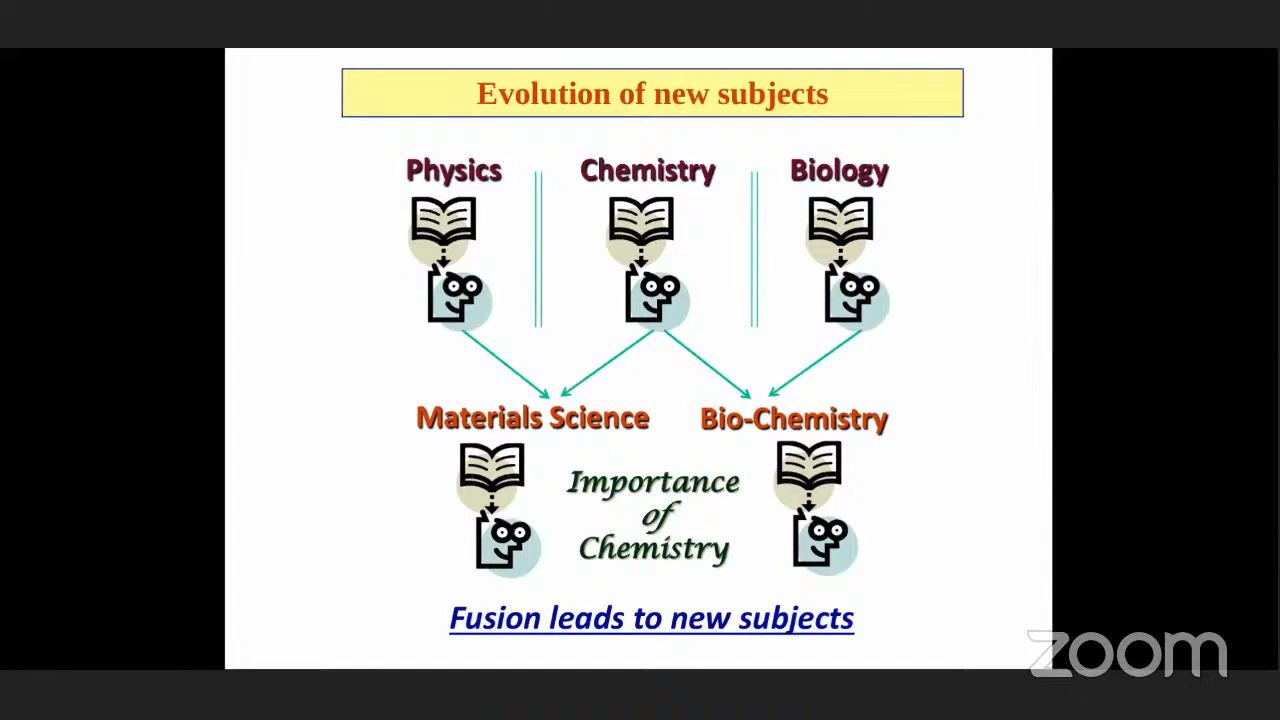 Evolution of new subjects
Physics
Chemistry
Biology
Materials Science
Bio-Chemistry
Importance
of
Chemistry
Fusion leads to new subjects
zoom